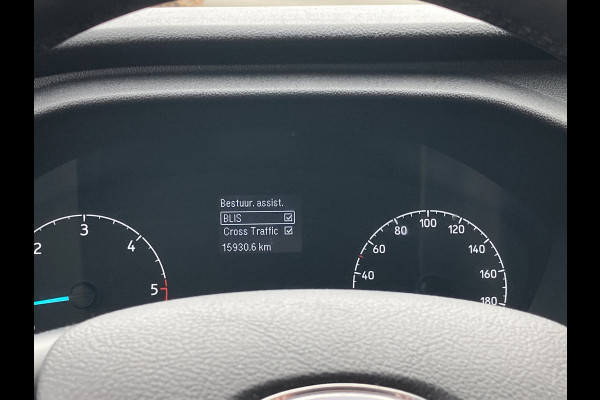 Bestuur. assist.
BLIS
Cross Traffic
15930.6 km
2 3 4 5
40 60 80 100 120 140 160 180